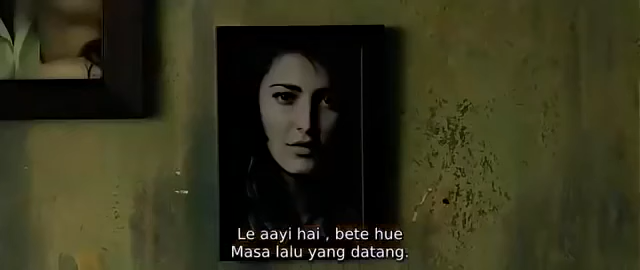 Le aayi hai , bete hue
Masa lalu yang datang.